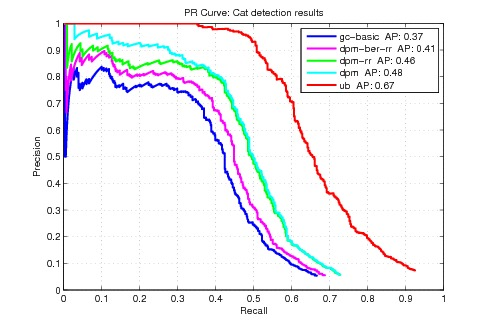 PR Curve: Cat detection results
1
0.9
0.8
0.7
0.6
0.5
0.4
0.3
0.2
0.1
0
Precision
gc-basic AP: 0.37
dpm-ber-rr AP: 0.41
dpm-rr AP: 0.46
dpm AP: 0.48
ub AP: 0.67
0 0.1 0.2 0.3 0.4 0.5 0.6 0.7 0.8 0.9 1
Recall